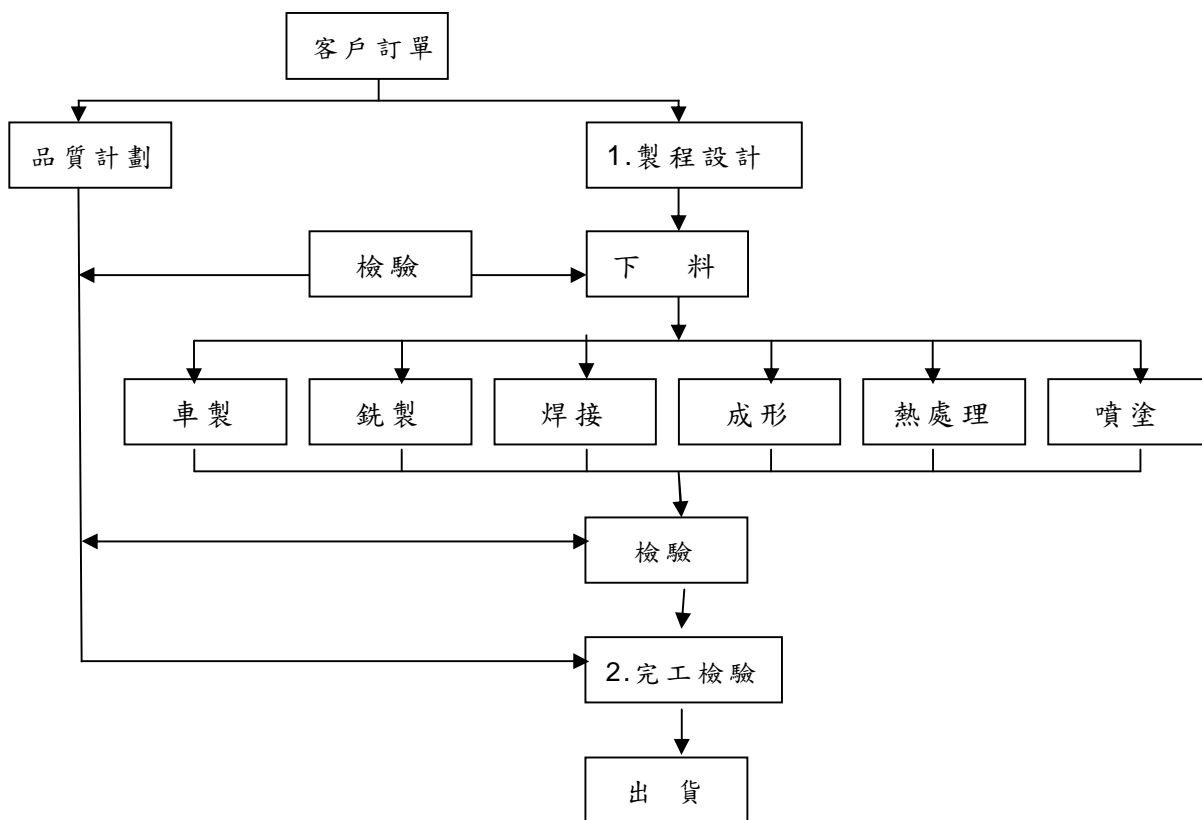 客戶訂單
品質計劃
1.製程設計
檢驗
下 料
車製
銑製
焊接
成形
熱處理
噴塗
檢驗
2.完工檢驗
出 貨